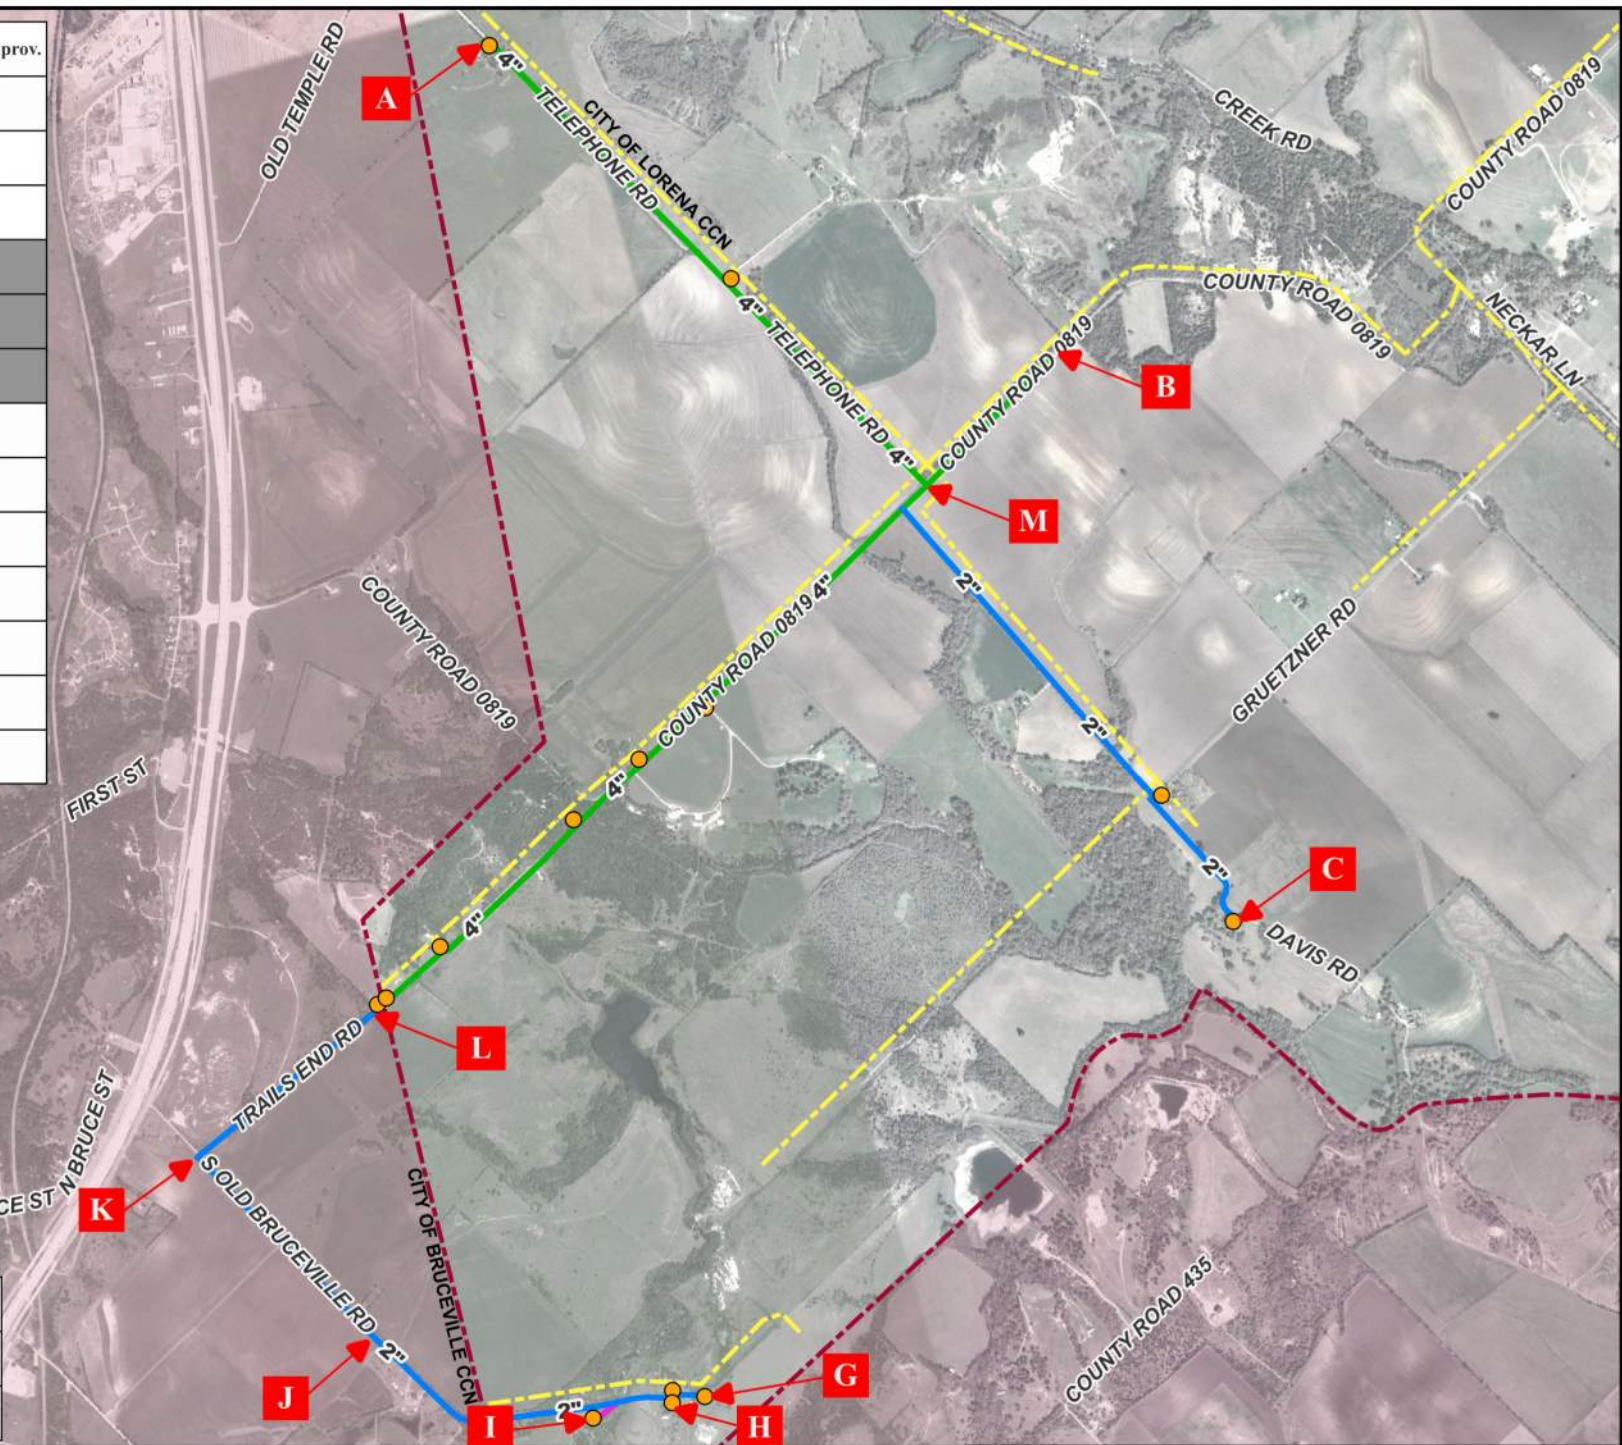 prov.
OLD TEMPLE RD
A
4"
TELEPHONE RD
CITY OF LORENA CCN
CREEK RD
COUNTY ROAD 0819
4" TELEPHONE RD 4"
COUNTY ROAD 0819
COUNTY ROAD 0819
NECKAR LN
B
M
COUNTY ROAD 0819
2"
COUNTY ROAD 0819 4"
GRUETZNER RD
2"
FIRST ST
4"
2"
C
4"
DAVIS RD
L
TRAILS END RD
N BRUCE ST
CE ST
K
S OLD BRUCEVILLE RD
CITY OF BRUCEVILLE CCN
COUNTY ROAD 435
2"
J
G
2"
I
H